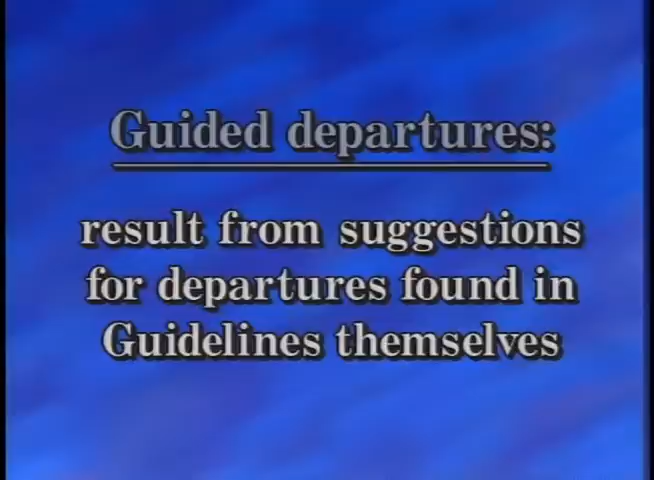 Guided departures:
result from suggestions
for departures found in
Guidelines themselves